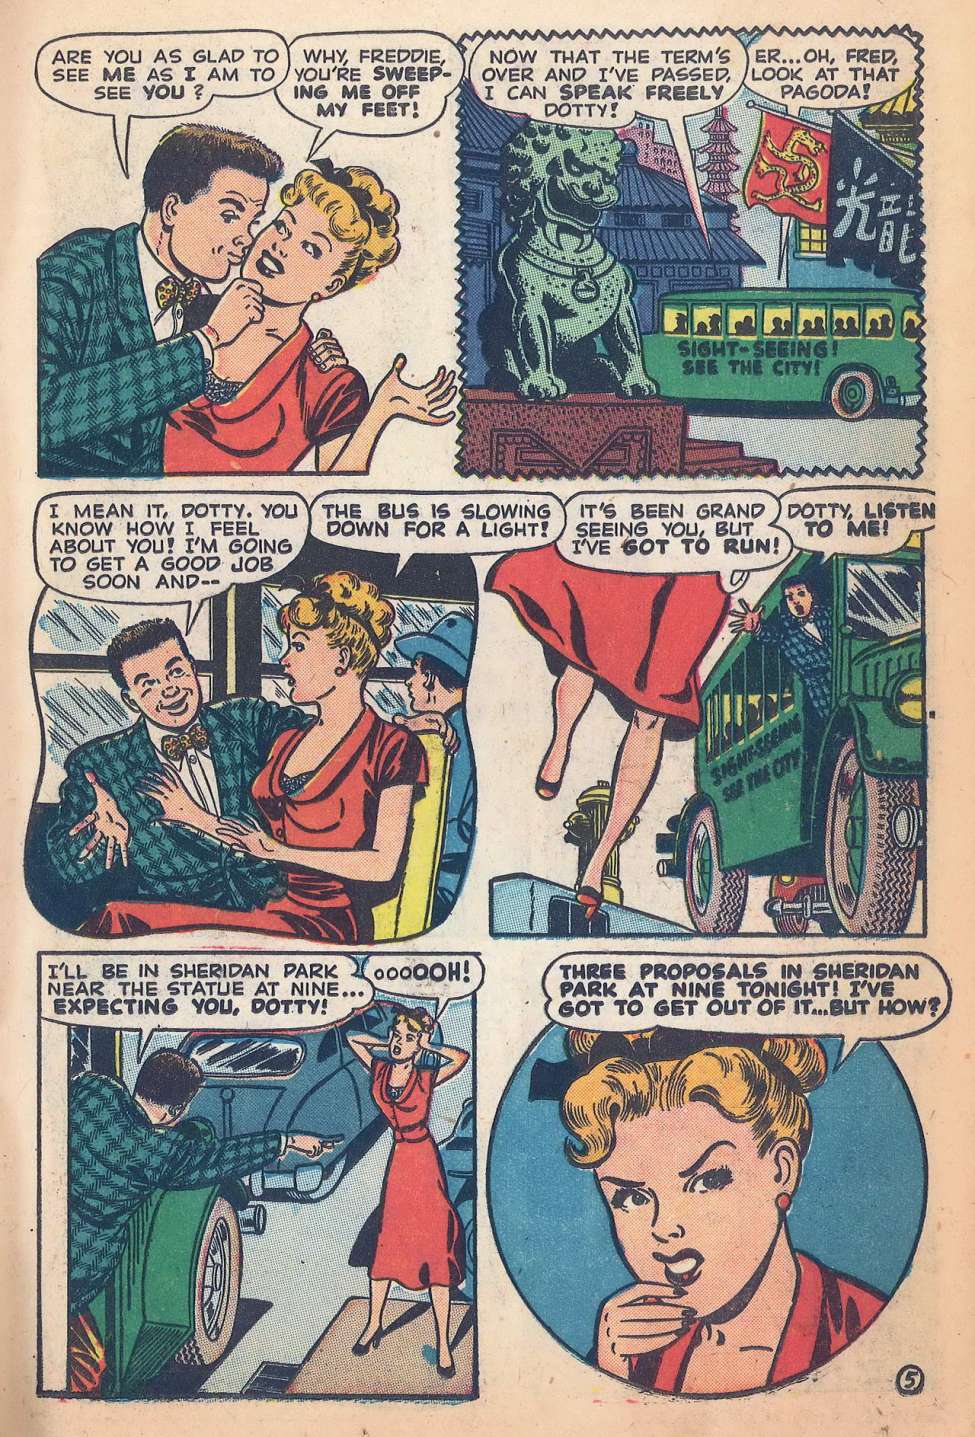 ARE YOU AS GLAD TO
SEE ME AS I AM TO
SEE YOU?
WHY, FREDDIE,
YOU'RE SWEEP-
ING ME OFF
MY FEET!
NOW THAT THE TERM'S
OVER AND I'VE PASSED,
I CAN SPEAK FREELY
DOTTY!
ER...OH, FRED,
LOOK AT THAT
PAGODA!
光龍
SIGHT-SEEING!
SEE THE CITY!
I MEAN IT, DOTTY. YOU
KNOW HOW I FEEL
ABOUT YOU! I'M GOING
TO GET A GOOD JOB
SOON AND--
THE BUS IS SLOWING
DOWN FOR A LIGHT!
IT'S BEEN GRAND
SEEING YOU, BUT
I'VE GOT TO RUN!
DOTTY, LISTEN
TO ME!
SIGHT-SEEING
SEE THE CITY
I'LL BE IN SHERIDAN PARK
NEAR THE STATUE AT NINE...
EXPECTING YOU, DOTTY!
OOOOOH!
THREE PROPOSALS IN SHERIDAN
PARK AT NINE TONIGHT! I'VE
GOT TO GET OUT OF IT...BUT HOW?
5